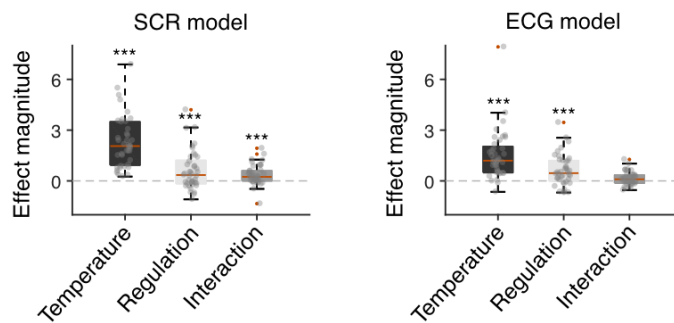 SCR model
Effect magnitude
6
3
0
***
***
***
Temperature
Regulation
Interaction
ECG model
Effect magnitude
6
3
0
***
***
Temperature
Regulation
Interaction